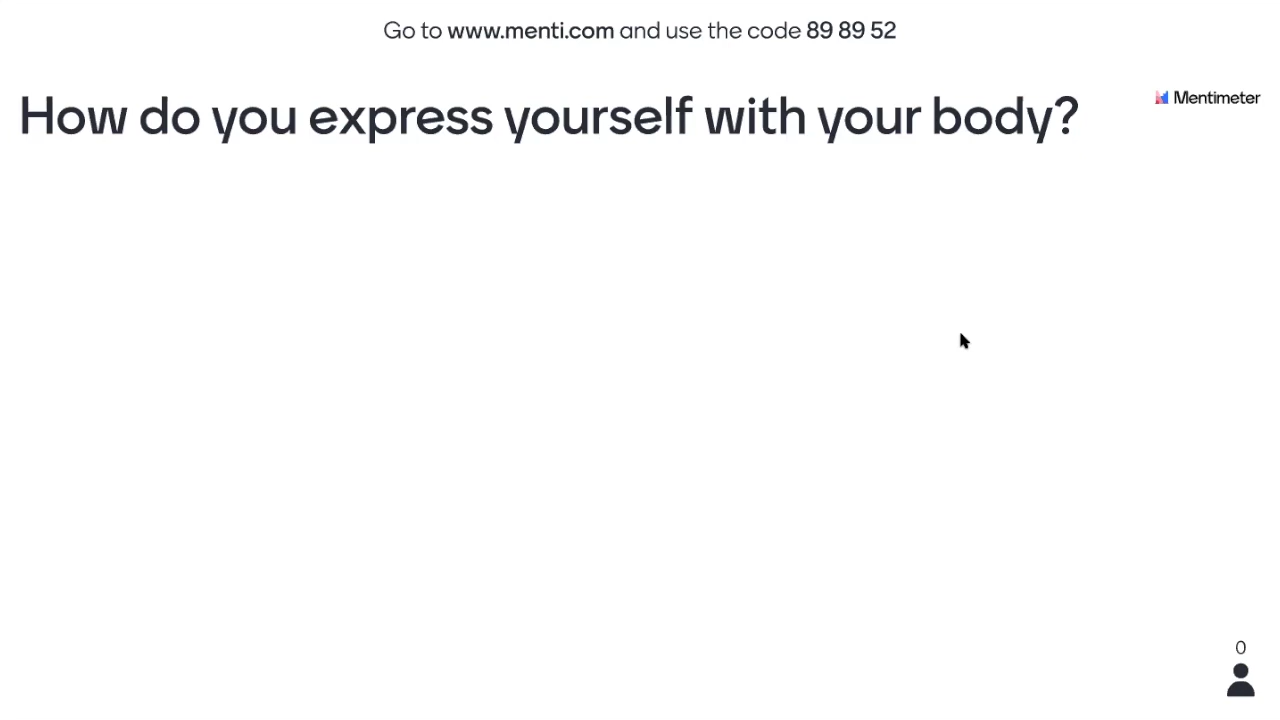 Go to www.menti.com and use the code 89 89 52
How do you express yourself with your body?
Mentimeter
0